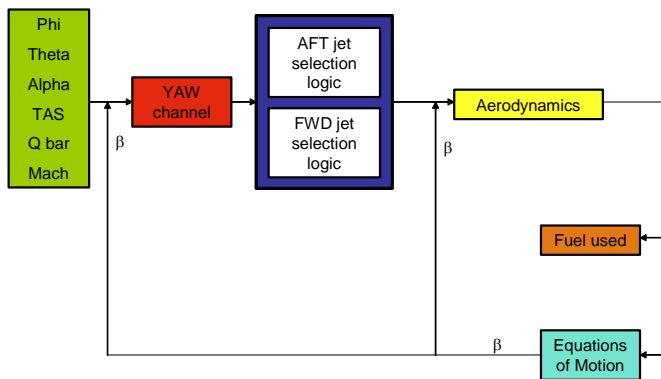 Phi
Theta
Alpha
TAS
Q bar
Mach
YAW
channel
AFT jet
selection
logic
FWD jet
selection
logic
Aerodynamics
β
β
Fuel used
β
Equations
of Motion